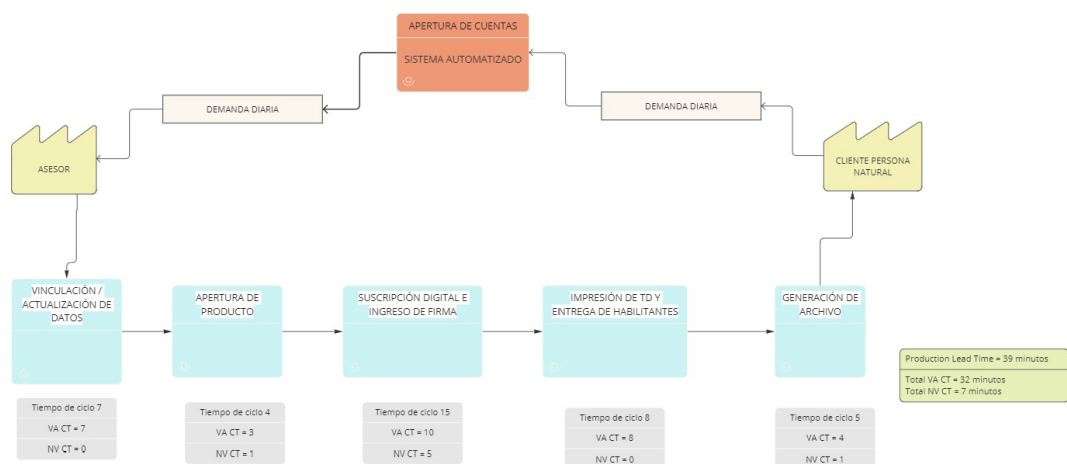 APERTURA DE CUENTAS
SISTEMA AUTOMATIZADO
DEMANDA DIARIA
DEMANDA DIARIA
ASESOR
CLIENTE PERSONA
NATURAL
VINCULACIÓN /
ACTUALIZACIÓN DE
DATOS
APERTURA DE
PRODUCTO
SUSCRIPCIÓN DIGITAL E
INGRESO DE FIRMA
IMPRESIÓN DE TD Y
ENTREGA DE HABILITANTES
GENERACIÓN DE
ARCHIVO
Production Lead Time = 39 minutos
Total VA CT = 32 minutos
Total NV CT = 7 minutos
Tiempo de ciclo 7
VA CT = 7
NV CT = 0
Tiempo de ciclo 4
VA CT = 3
NV CT = 1
Tiempo de ciclo 15
VA CT = 10
NV CT = 5
Tiempo de ciclo 8
VA CT = 8
NV CT = 0
Tiempo de ciclo 5
VA CT = 4
NV CT = 1